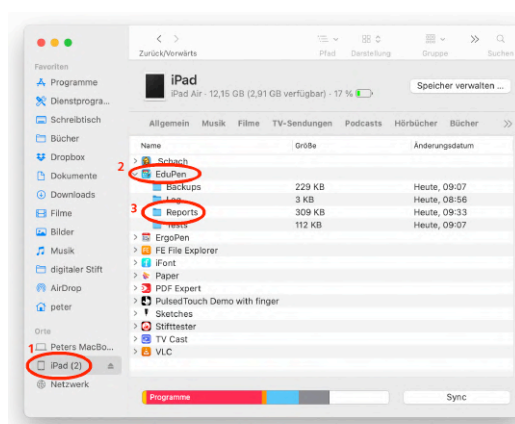 Zurück/Verwärts
Pfad
Darstellung
Gruppe
Suchen
Favoriten
Programme
Dienstprogra...
Schreibtisch
Bücher
Dropbox
Dokumente
Downloads
Filme
Bilder
Musik
digitaler Stift
AirDrop
peter
Orte
1 Peters MacBo...
iPad (2)
Netzwerk
iPad
iPad Air - 12,15 GB (2,91 GB verfügbar) - 17 %
Speicher verwalten ...
Allgemein Musik Filme TV-Sendungen Podcasts Hörbücher Bücher
Name Größe Änderungsdatum
Schach
2 EduPen
Backups 229 KB Heute, 09:07
Log 3 KB Heute, 08:56
3 Reports 309 KB Heute, 09:33
Tests 112 KB Heute, 09:07
ErgoPen
FE File Explorer
iFont
Paper
PDF Expert
PulsedTouch Demo with finger
Sketches
Stifttester
TV Cast
VLC
Programme
Sync